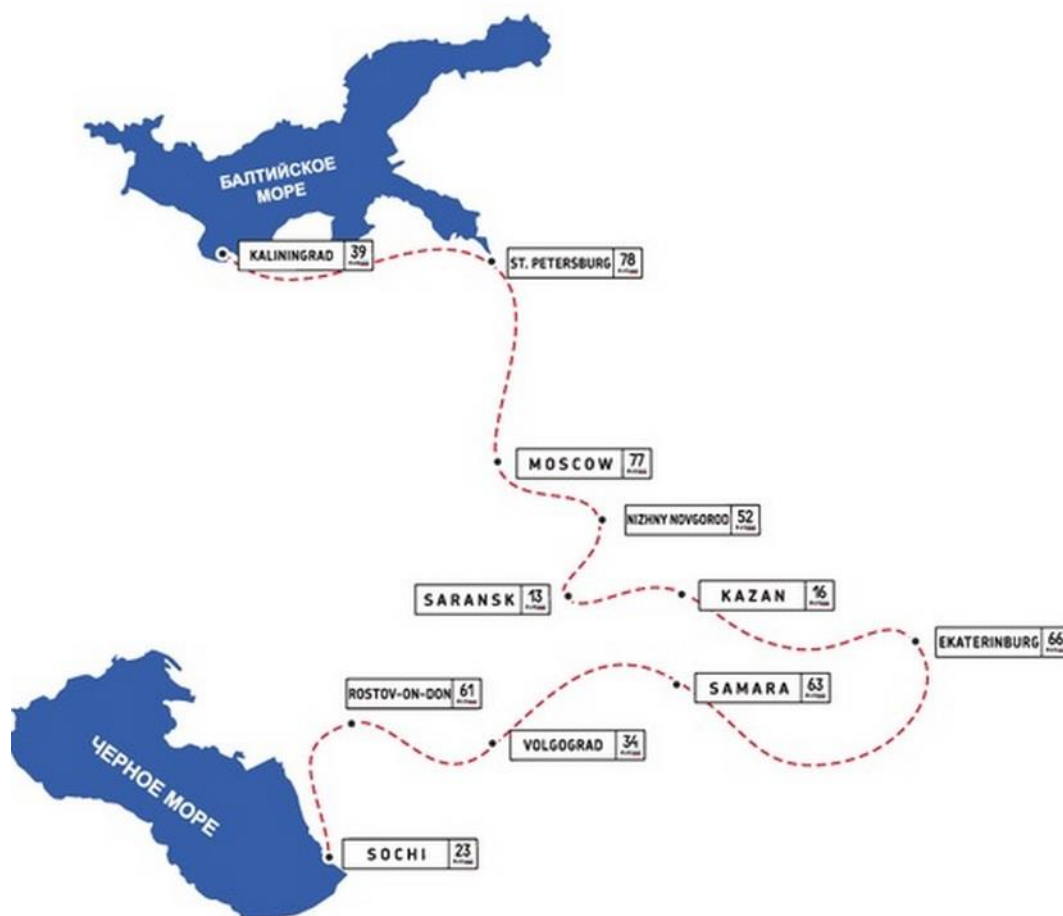 БАЛТИЙСКОЕ
МОРЕ
KALININGRAD 39
ST. PETERSBURG 78
MOSCOW 77
NIZHNY NOVGOROD 52
SARANSK 13
KAZAN 16
EKATERINBURG 66
ROSTOV-ON-DON 61
SAMARA 63
VOLGOGRAD 34
ЧЕРНОЕ МОРЕ
SOCHI 23